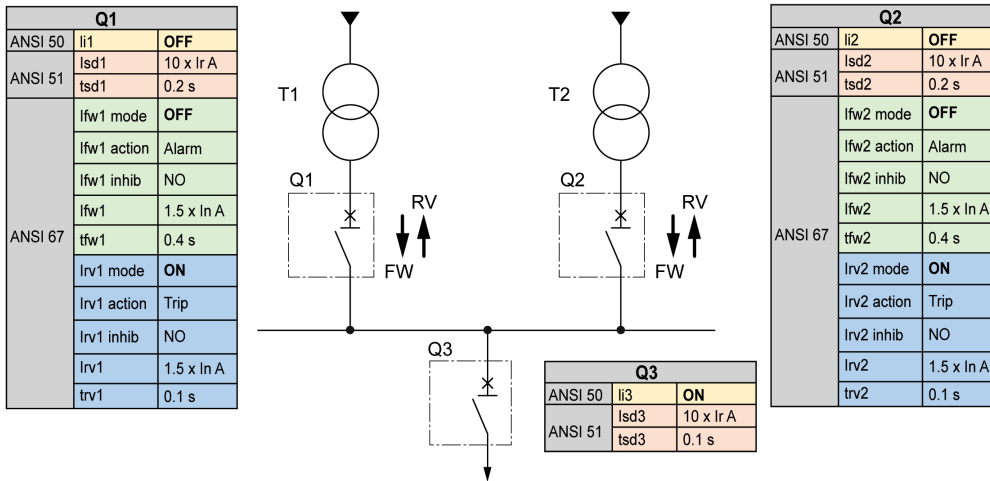 Q1
ANSI 50 Ii1 OFF
ANSI 51
Isd1 10 x Ir A
tsd1 0.2 s
ANSI 67
Ifw1 mode OFF
Ifw1 action Alarm
Ifw1 inhib NO
Ifw1 1.5 x In A
tfw1 0.4 s
Irv1 mode ON
Irv1 action Trip
Irv1 inhib NO
Irv1 1.5 x In A
trv1 0.1 s
T1
Q1
RV
FW
T2
Q2
RV
FW
Q3
Q3
ANSI 50 Ii3 ON
ANSI 51
Isd3 10 x Ir A
tsd3 0.1 s
Q2
ANSI 50 Ii2 OFF
ANSI 51
Isd2 10 x Ir A
tsd2 0.2 s
ANSI 67
Ifw2 mode OFF
Ifw2 action Alarm
Ifw2 inhib NO
Ifw2 1.5 x In A
tfw2 0.4 s
Irv2 mode ON
Irv2 action Trip
Irv2 inhib NO
Irv2 1.5 x In A
trv2 0.1 s